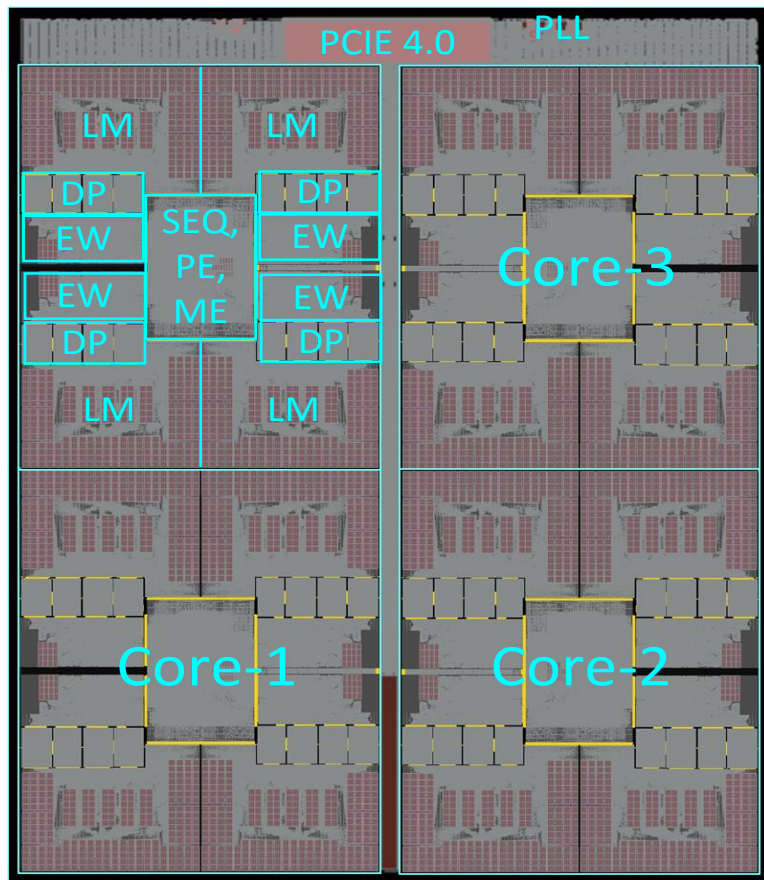 PCIE 4.0
PLL
LM
LM
DP
DP
EW
SEQ,
EW
PE,
EW
ME
EW
DP
DP
LM
LM
Core-3
Core-1
Core-2